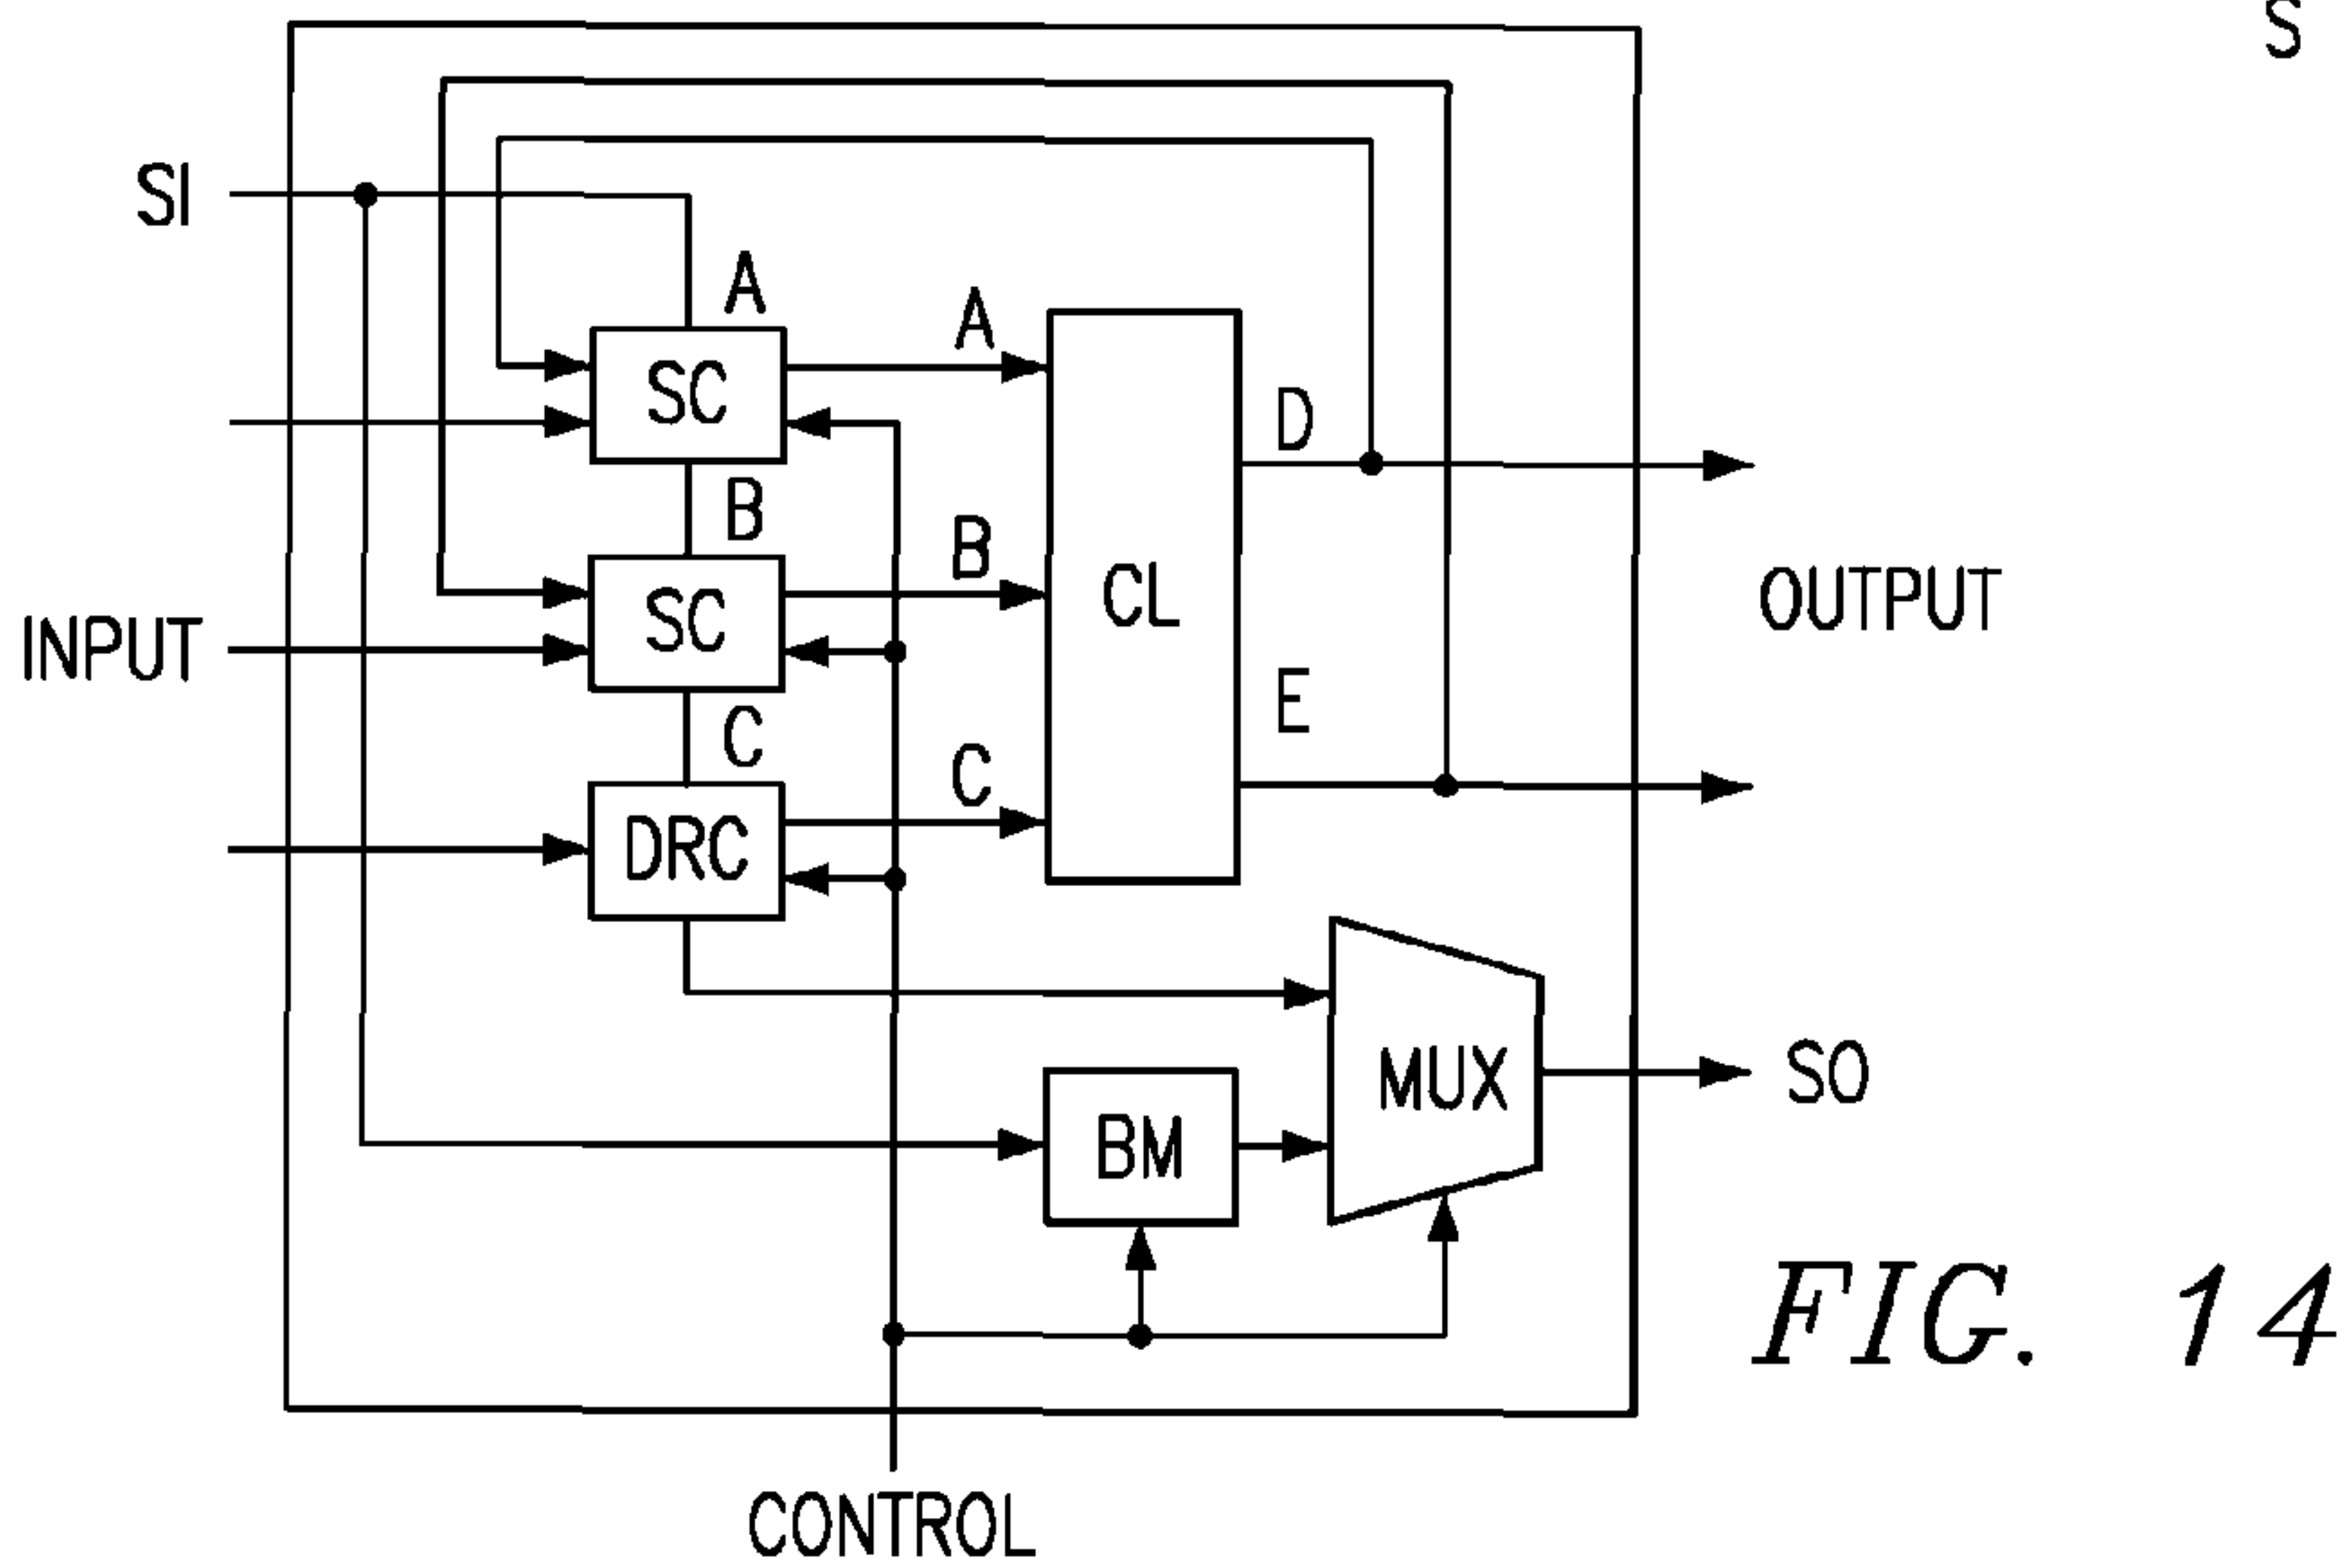 S
SI
A
A
SC
D
B
B
SC
CL
INPUT
OUTPUT
E
C
C
DRC
MUX
SO
BM
FIG. 14
CONTROL